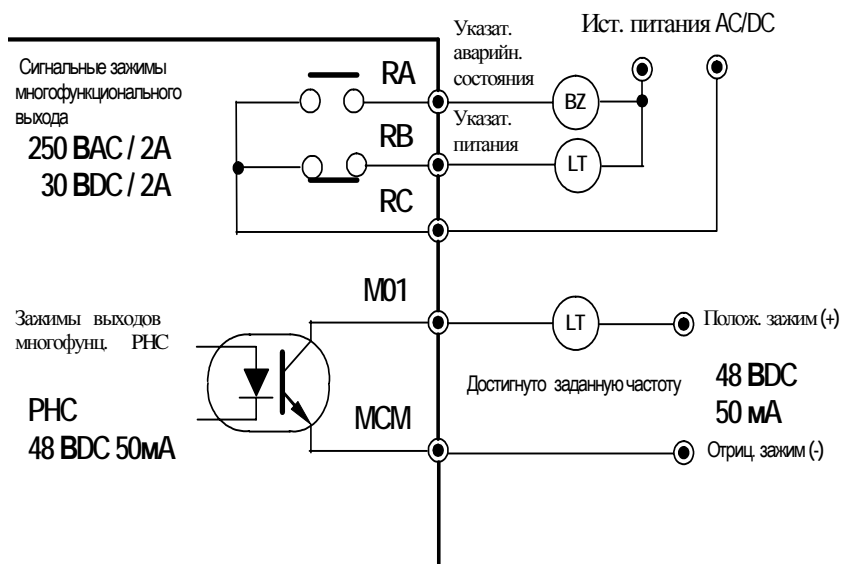 Ист. питания AC/DC
Указат.
аварийн.
состояния
Сигнальные зажимы
многофункционального
выхода
250 BAC / 2A
30 BDC / 2A
RA
BZ
Указат.
питания
RB
LT
RC
M01
Зажимы выходов
многофунц. РНС
LT
Полож. зажим (+)
Достигнуто заданную частоту
48 BDC
50 мА
РНС
48 BDC 50мА
MCM
Отриц. зажим (-)